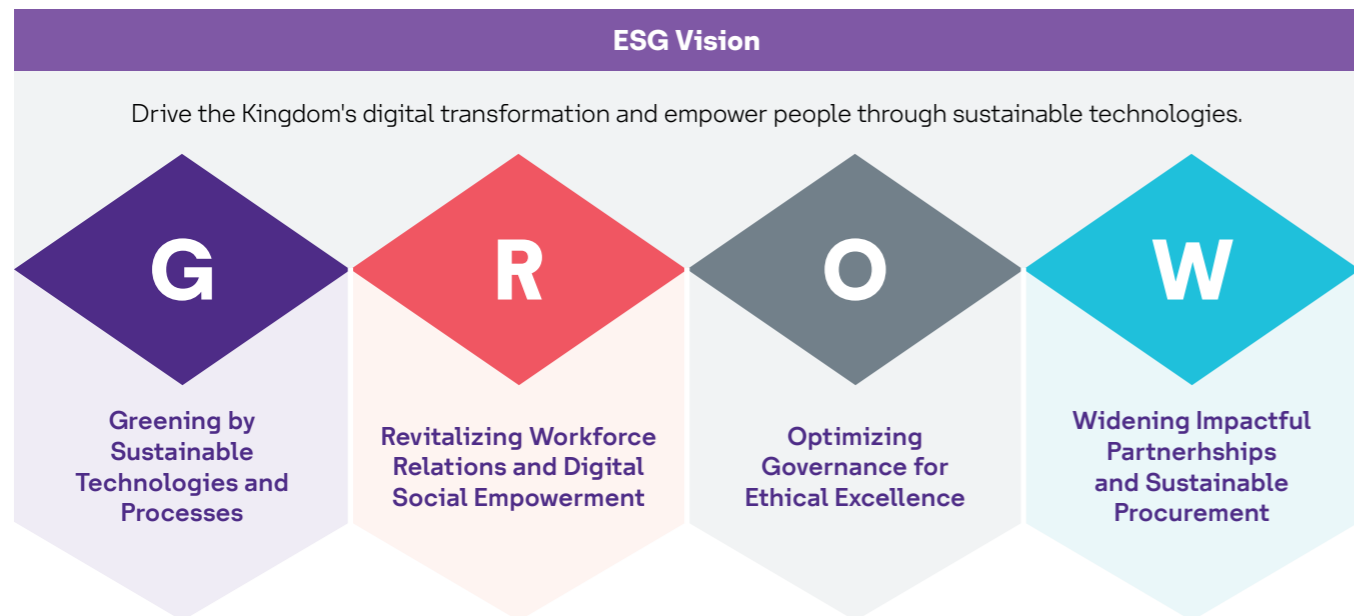 ESG Vision
Drive the Kingdom's digital transformation and empower people through sustainable technologies.
G
Greening by
Sustainable
Technologies and
Processes
R
Revitalizing Workforce
Relations and Digital
Social Empowerment
O
Optimizing
Governance for
Ethical Excellence
W
Widening Impactful
Partnerhships
and Sustainable
Procurement